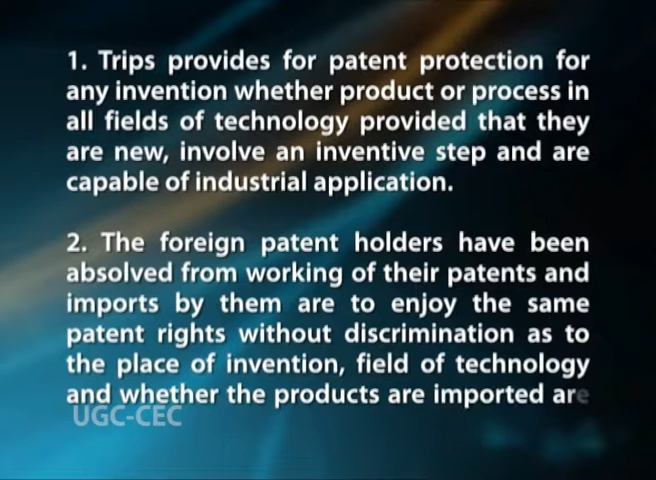 1. Trips provides for patent protection for
any invention whether product or process in
all fields of technology provided that they
are new, involve an inventive step and are
capable of industrial application.
2. The foreign patent holders have been
absolved from working of their patents and
imports by them are to enjoy the same
patent rights without discrimination as to
the place of invention, field of technology
and whether the products are imported are
UGC-CEC